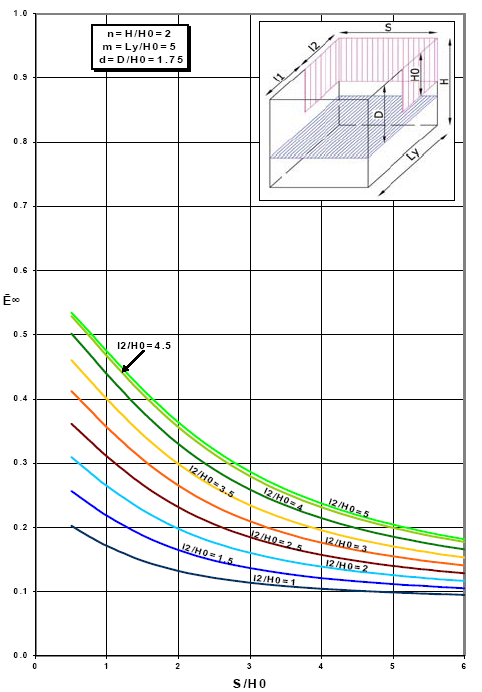 1.0
n= H/H0= 2
m = Ly/H0= 5
d= D/H0= 1.75
S
l2
l1
H0
H
D
Ly
0.9
0.8
0.7
0.6
Ē∞
0.5
l2/H0= 4.5
0.4
0.3
l2/H0= 3.5
l2/H0= 4
l2/H0= 5
0.2
l2/H0= 2.5
l2/H0= 3
l2/H0= 1.5
l2/H0= 2
l2/H0= 1
0.1
0.0
0 1 2 3 4 5 6
S/H0